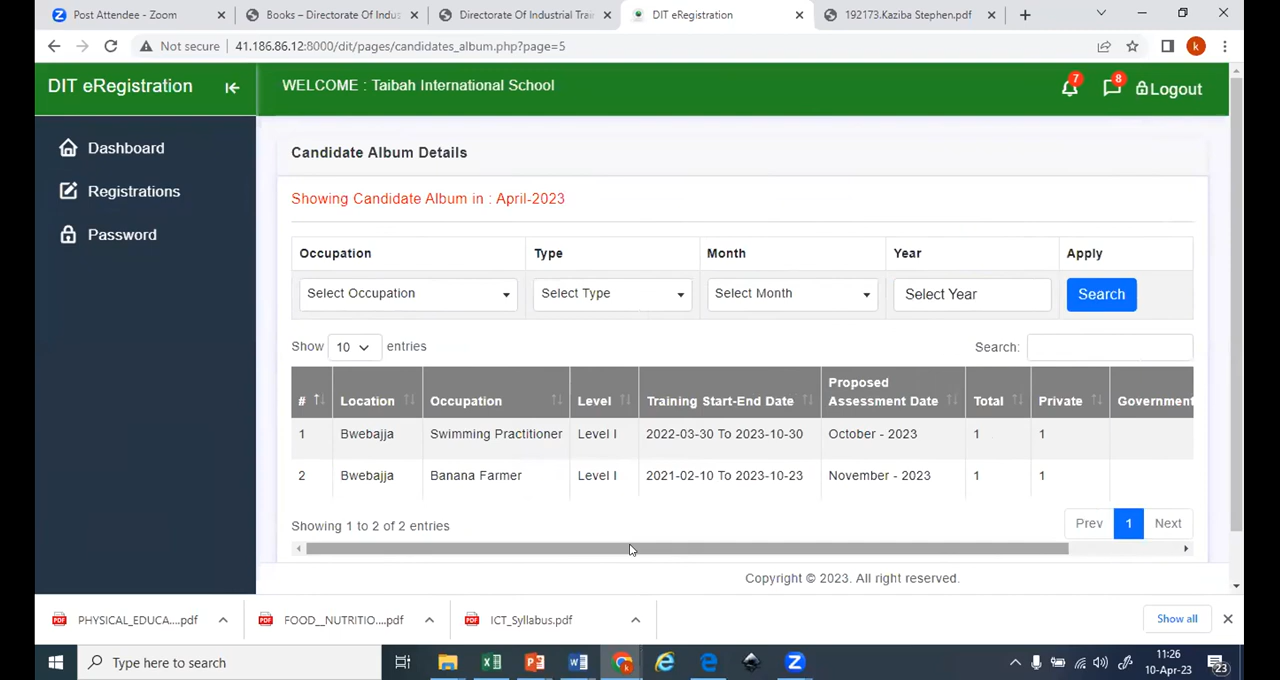 Post Attendee - Zoom
Books – Directorate Of Indus
Directorate Of Industrial Train
DIT eRegistration
192173.Kaziba Stephen.pdf
Not secure
41.186.86.12:8000/dit/pages/candidates_album.php?page=5
k
DIT eRegistration
WELCOME : Taibah International School
7
8
Logout
Dashboard
Registrations
Password
Candidate Album Details
Showing Candidate Album in : April-2023
Occupation Type Month Year Apply
Select Occupation Select Type Select Month Select Year Search
Show 10 entries Search:
# Location Occupation Level Training Start-End Date Proposed Assessment Date Total Private Government
1 Bwebajja Swimming Practitioner Level I 2022-03-30 To 2023-10-30 October - 2023 1 1
2 Bwebajja Banana Farmer Level I 2021-02-10 To 2023-10-23 November - 2023 1 1
Showing 1 to 2 of 2 entries
Prev 1 Next
Copyright © 2023. All right reserved.
PHYSICAL_EDUCA....pdf
FOOD__NUTRITIO....pdf
ICT_Syllabus.pdf
Show all
Type here to search
11:26
10-Apr-23
23